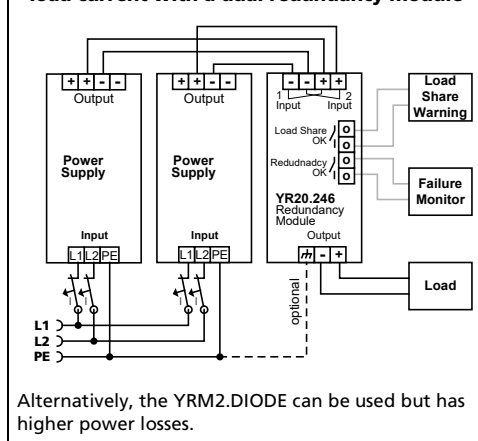 load current with a dual redundancy module
+ + - -
Output
+ + - -
Output
- - + +
1 2
Input Input
Load Share
OK
Redudnadcy
OK
YR20.246
Redundancy
Module
Output
- +
Load
Share
Warning
Failure
Monitor
Load
Power
Supply
Input
L1 L2 PE
Power
Supply
Input
L1 L2 PE
I I
I I
optional
L1
L2
PE
Alternatively, the YRM2.DIODE can be used but has
higher power losses.